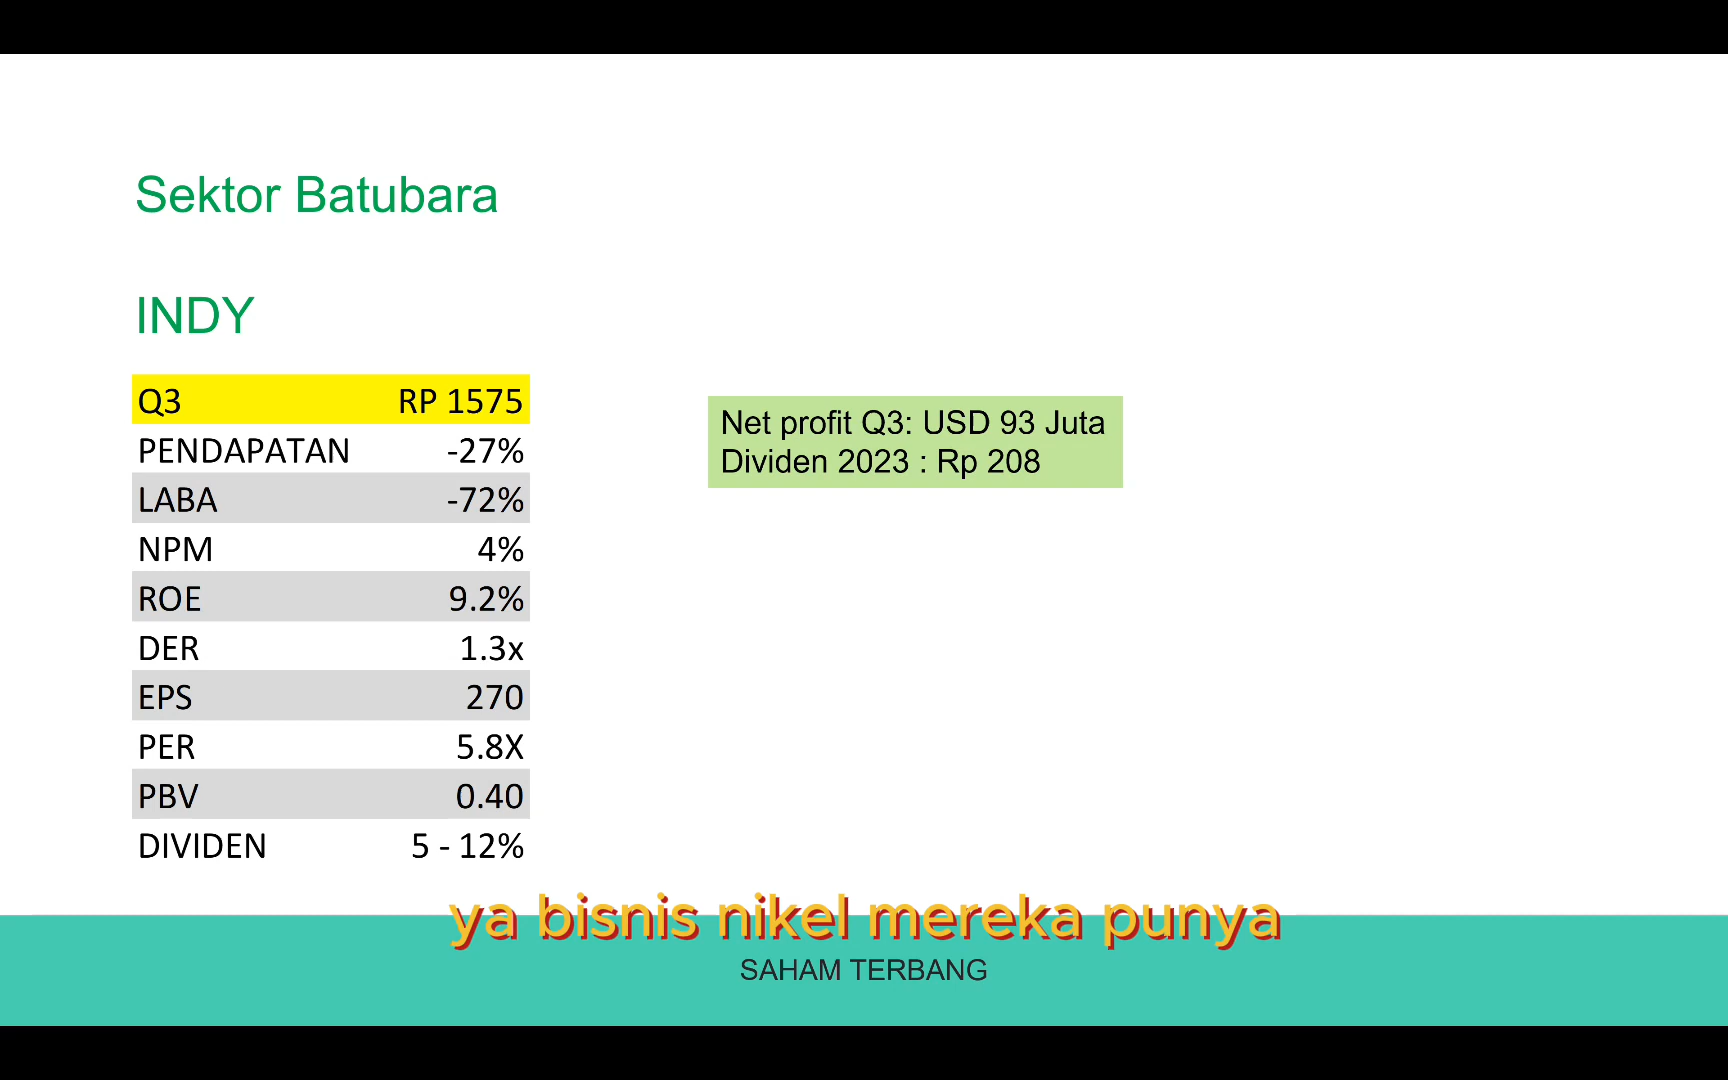 Sektor Batubara
INDY
Q3 RP 1575
PENDAPATAN -27%
LABA -72%
NPM 4%
ROE 9.2%
DER 1.3x
EPS 270
PER 5.8X
PBV 0.40
DIVIDEN 5 - 12%
Net profit Q3: USD 93 Juta
Dividen 2023 : Rp 208
ya bisnis nikel mereka punya
SAHAM TERBANG